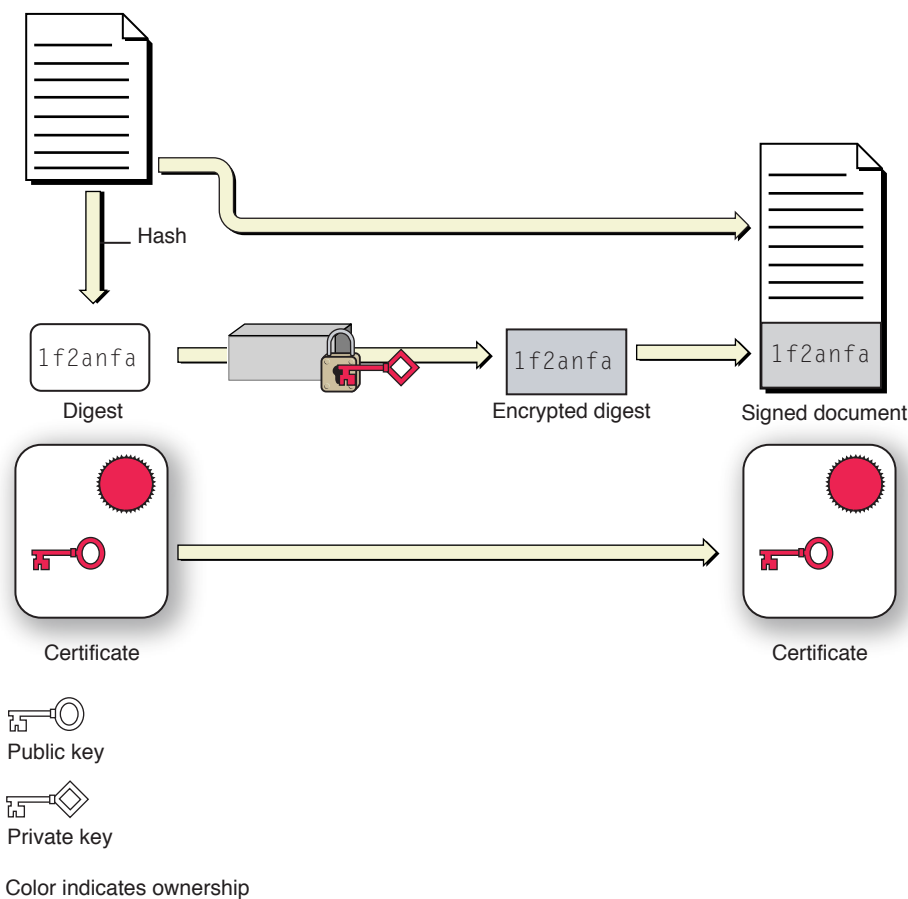 Hash
1f2anfa
1f2anfa
1f2anfa
Digest
Encrypted digest
Signed document
Certificate
Certificate
Public key
Private key
Color indicates ownership